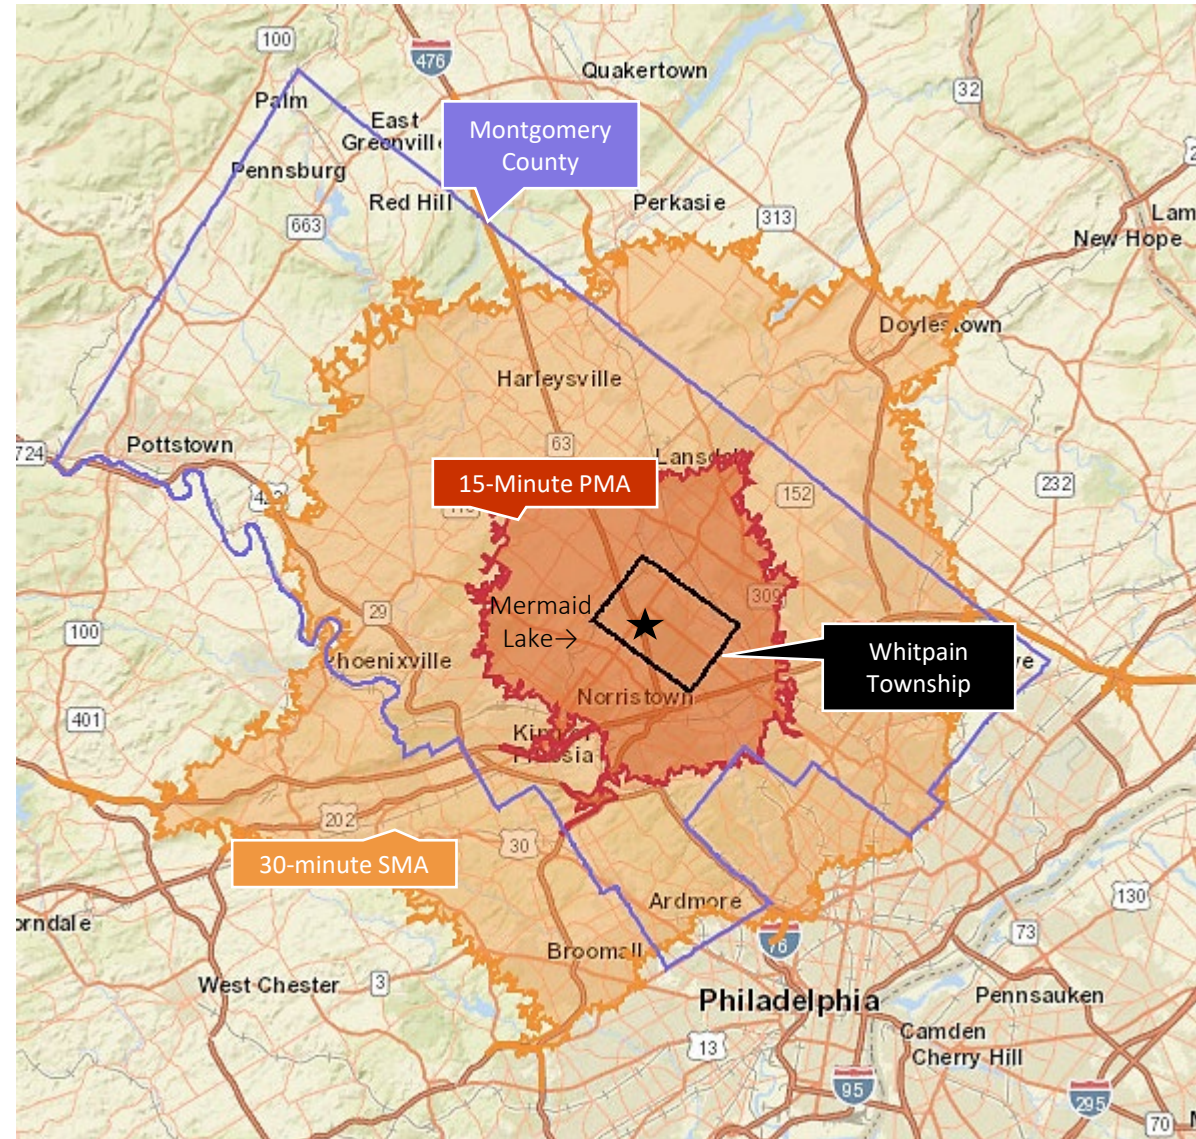 100
476
Quakertown
32
Palm
East
Montgomery
County
Pennsburg
Red Hill
Perkasie
663
313
New Hope
Doylestown
Harleysville
63
Pottstown
724
15-Minute PMA
152
232
Mermaid
Lake→
309
29
100
Whitpain
Township
Norristown
401
202
30
30-minute SMA
Ardmore
130
73
76
Broomall
West Chester
3
Philadelphia
Pennsauken
Camden
Cherry Hill
13
95
295
70